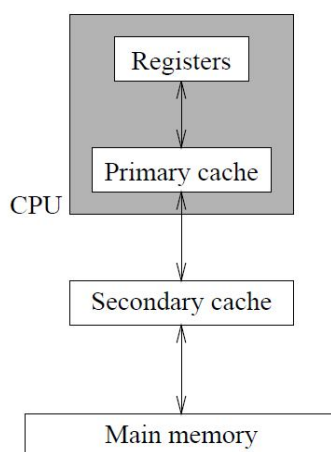 Registers
Primary cache
CPU
Secondary cache
Main memory